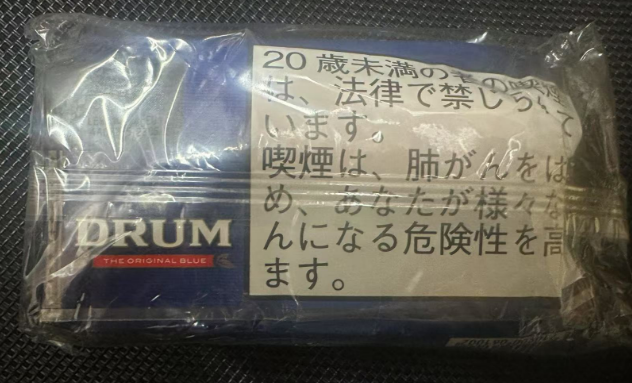 20 歳未満の者の喫煙
は、法律で禁じられて
います。
喫煙は、肺がんをは
め、あなたが様々な
んになる危険性を高
ます。
DRUM
THE ORIGINAL BLUE